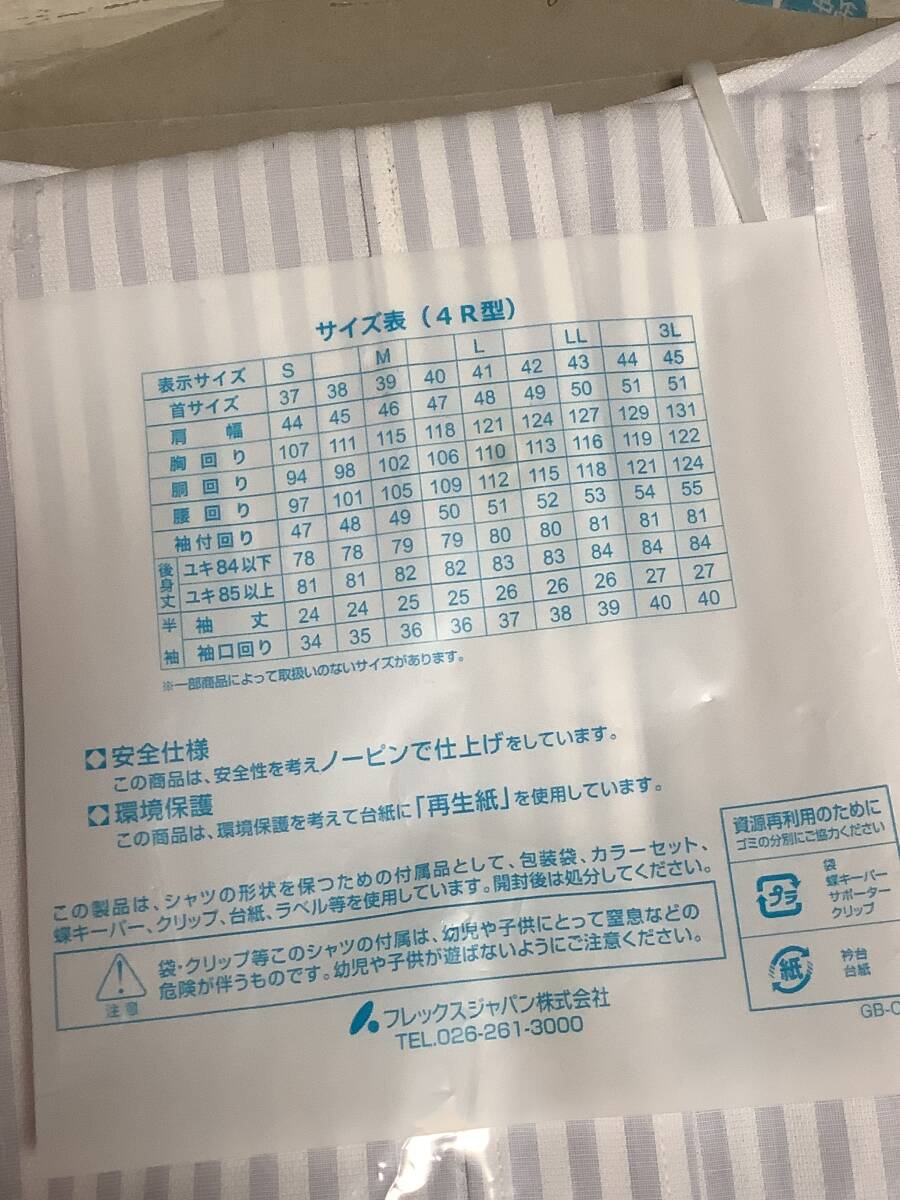 サイズ表（4R型）
表示サイズ S M L LL 3L
首サイズ 37 38 39 40 41 42 43 44 45
肩幅 44 45 46 47 48 49 50 51 51
胸回り 107 111 115 118 121 124 127 129 131
胴回り 94 98 102 106 110 113 116 119 122
腰回り 97 101 105 109 112 115 118 121 124
袖付回り 47 48 49 50 51 52 53 54 55
後身丈 ユキ84以下 78 78 79 79 80 80 81 81 81
ユキ85以上 81 81 82 82 83 83 84 84 84
半袖 袖丈 24 24 25 25 26 26 26 27 27
袖口回り 34 35 36 36 37 38 39 40 40
※一部商品によって取扱いのないサイズがあります。
安全仕様
この商品は、安全性を考えノーピンで仕上げをしています。
環境保護
この商品は、環境保護を考えて台紙に「再生紙」を使用しています。
この製品は、シャツの形状を保つための付属品として、包装袋、カラーセット、
蝶キーパー、クリップ、台紙、ラベル等を使用しています。開封後は処分してください。
注意
袋・クリップ等このシャツの付属は、幼児や子供にとって窒息などの
危険が伴うものです。幼児や子供が遊ばないようにご注意ください。
フレックスジャパン株式会社
TEL.026-261-3000
資源再利用のために
ゴミの分別にご協力ください
プラ
袋
蝶キーパー
サポーター
クリップ
紙
衿台
台紙
GB-C